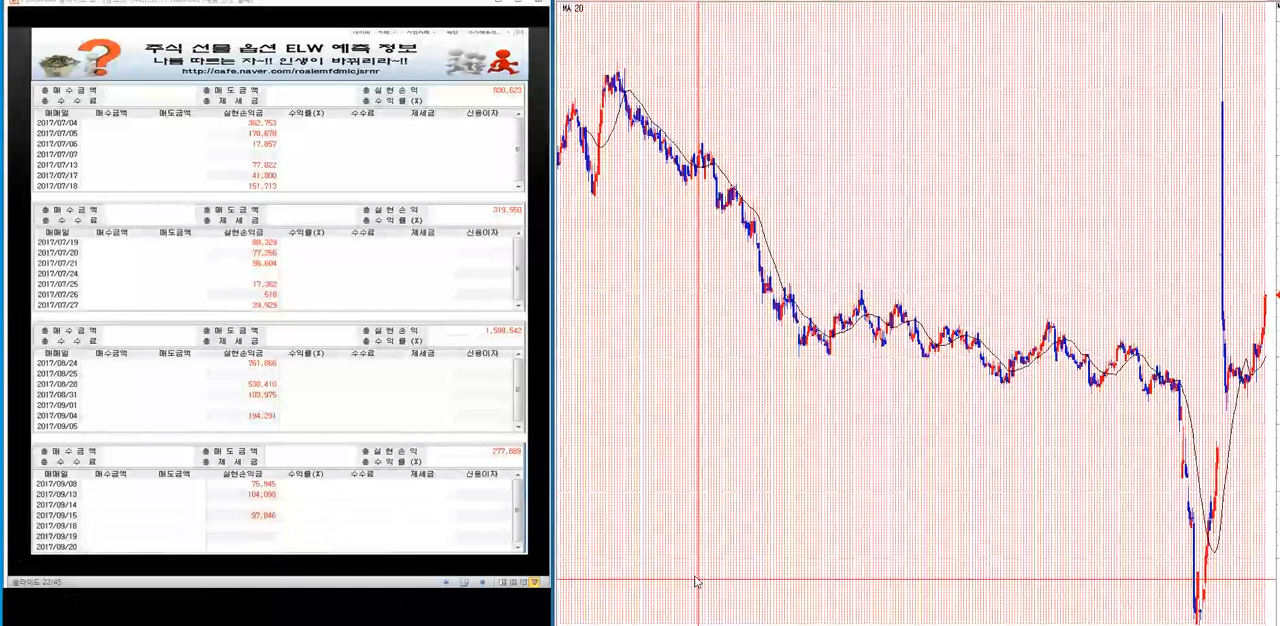 주식 선물 옵션 ELW 예측 정보
나를 따르는 자~!! 인생이 바뀌리라~!!
http://cafe.naver.com/roalemfdmlcjsrnr
총 매 수 금 액 총 매 도 금 액 총 실 현 손 익 830,623
총 수 수 료 총 제 세 금 총 수 익 률 (%)
매매일 매수금액 매도금액 실현손익금 수익률(%) 수수료 제세금 신용이자
2017/07/04 362,753
2017/07/05 178,678
2017/07/06 17,857
2017/07/07
2017/07/13 77,822
2017/07/17 41,800
2017/07/18 151,713
총 매 수 금 액 총 매 도 금 액 총 실 현 손 익 319,550
총 수 수 료 총 제 세 금 총 수 익 률 (%)
매매일 매수금액 매도금액 실현손익금 수익률(%) 수수료 제세금 신용이자
2017/07/19 88,329
2017/07/20 77,256
2017/07/21 96,604
2017/07/24
2017/07/25 17,362
2017/07/26 518
2017/07/27 39,929
총 매 수 금 액 총 매 도 금 액 총 실 현 손 익 1,598,542
총 수 수 료 총 제 세 금 총 수 익 률 (%)
매매일 매수금액 매도금액 실현손익금 수익률(%) 수수료 제세금 신용이자
2017/08/24 761,866
2017/08/25
2017/08/28 538,410
2017/08/31 103,975
2017/09/01
2017/09/04 194,291
2017/09/05
총 매 수 금 액 총 매 도 금 액 총 실 현 손 익 277,889
총 수 수 료 총 제 세 금 총 수 익 률 (%)
매매일 매수금액 매도금액 실현손익금 수익률(%) 수수료 제세금 신용이자
2017/09/08 75,945
2017/09/13 104,098
2017/09/14
2017/09/15 97,846
2017/09/18
2017/09/19
2017/09/20
슬라이드 22/45
MA 20